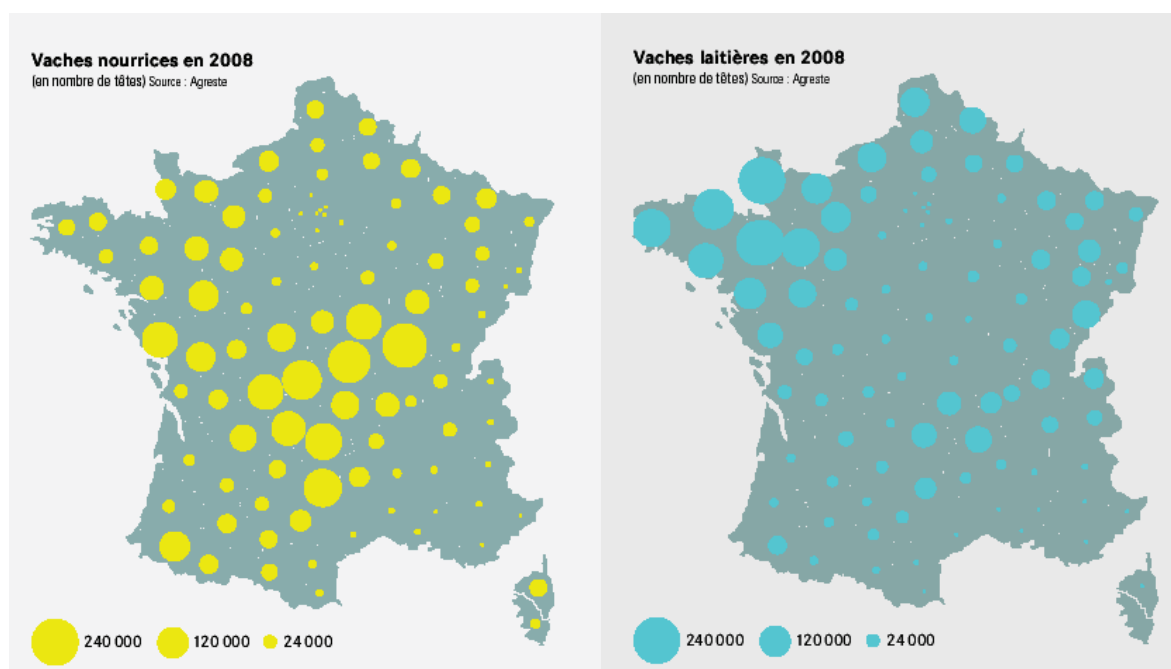 Vaches nourrices en 2008
(en nombre de têtes) Source : Agreste
240 000 120 000 24 000
Vaches laitières en 2008
(en nombre de têtes) Source : Agreste
240 000 120 000 24 000